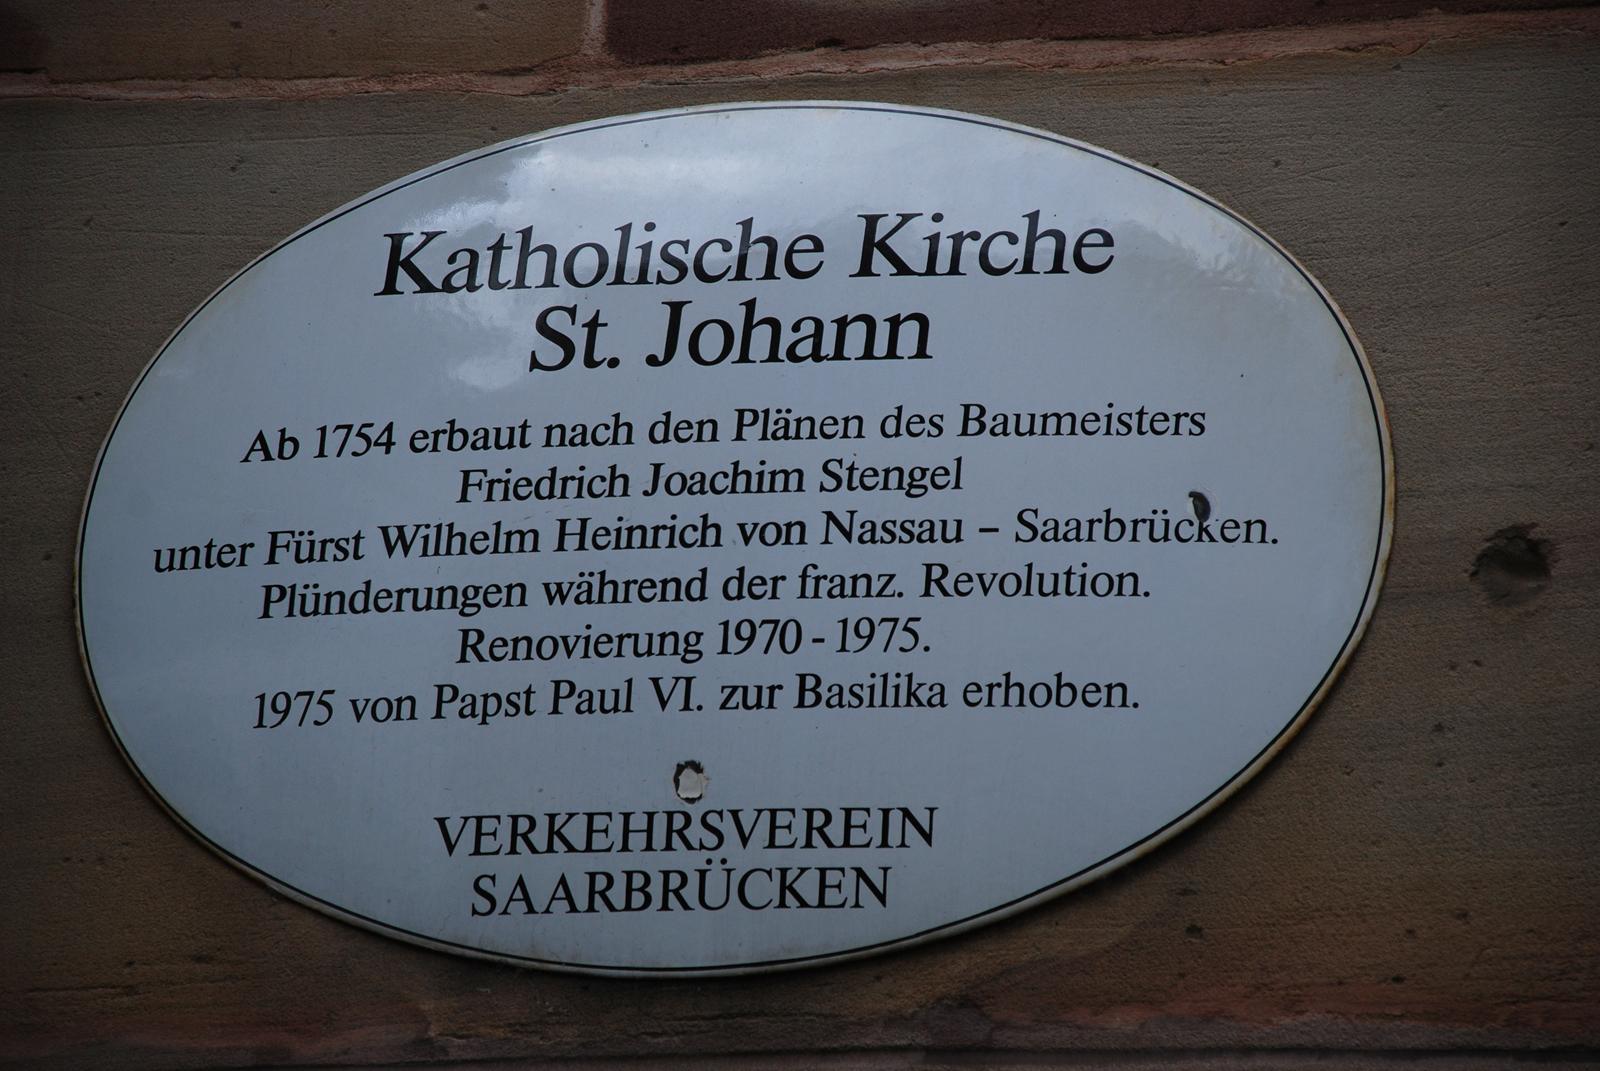 Katholische Kirche
St. Johann
Ab 1754 erbaut nach den Plänen des Baumeisters
Friedrich Joachim Stengel
unter Fürst Wilhelm Heinrich von Nassau – Saarbrücken.
Plünderungen während der franz. Revolution.
Renovierung 1970 - 1975.
1975 von Papst Paul VI. zur Basilika erhoben.
VERKEHRSVEREIN
SAARBRÜCKEN